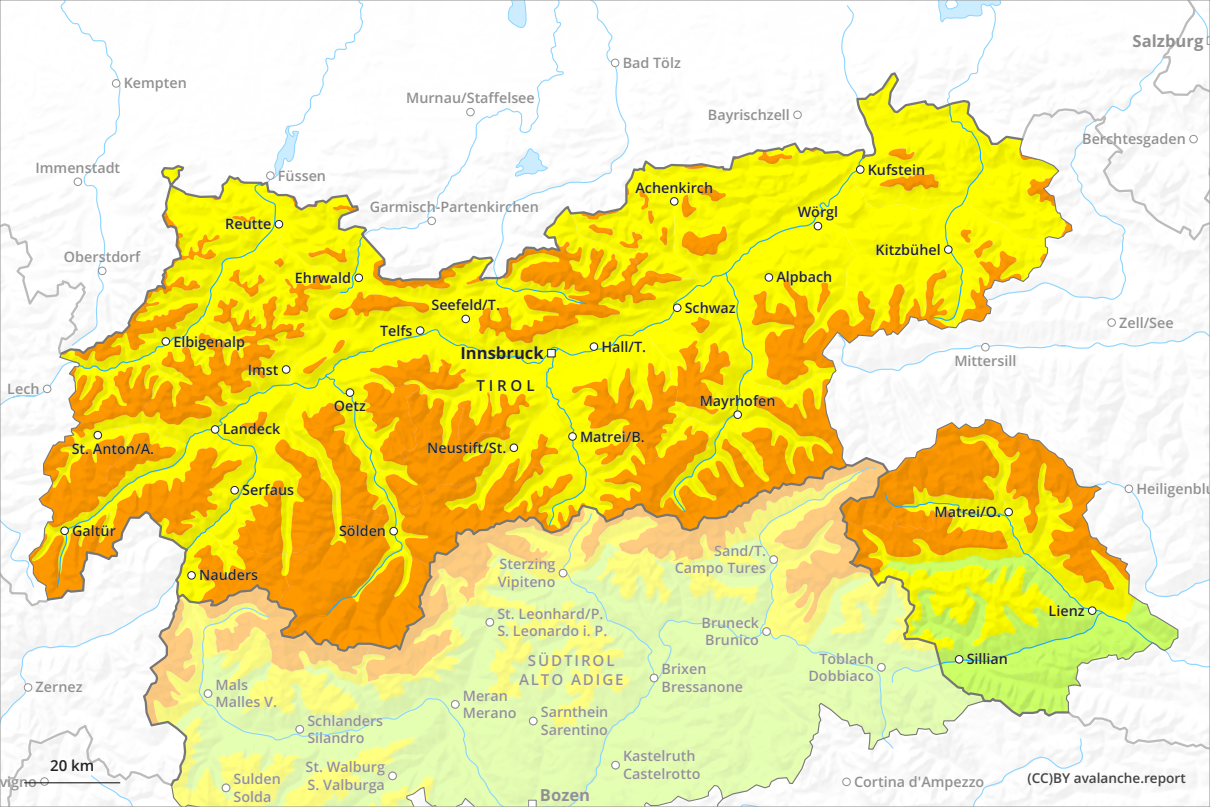 Salzburg
Bad Tölz
Kempten
Murnau/Staffelsee
Bayrischzell
Berchtesgaden
Immenstadt
Füssen
Kufstein
Achenkirch
Garmisch-Partenkirchen
Wörgl
Reutte
Kitzbühel
Oberstdorf
Ehrwald
Alpbach
Seefeld/T.
Schwaz
Telfs
Zell/See
Elbigenalp
Innsbruck
Hall/T.
Mittersill
Imst
TIROL
Lech
Oetz
Mayrhofen
Landeck
Matrei/B.
St. Anton/A.
Neustift/St.
Serfaus
Heiligenblu
Matrei/O.
Galtür
Sölden
Sand/T.
Campo Tures
Sterzing
Vipiteno
Nauders
Lienz
St. Leonhard/P.
S. Leonardo i. P.
Bruneck
Brunico
SÜDTIROL
ALTO ADIGE
Toblach
Dobbiaco
Sillian
Brixen
Bressanone
Zernez
Mals
Malles V.
Meran
Merano
Sarnthein
Sarentino
Schlanders
Silandro
Kastelruth
Castelrotto
20 km
St. Walburg
S. Valburga
Sulden
Solda
vigno
Cortina d'Ampezzo
(CC)BY avalanche.report
Bozen